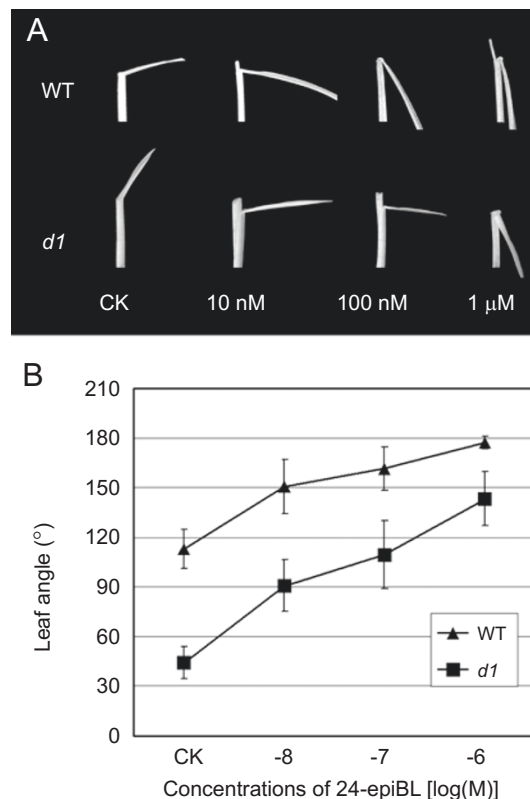 A
WT
d1
CK 10 nM 100 nM 1 μM
B
210
180
150
120
90
60
30
0
Leaf angle (°)
WT
d1
CK -8 -7 -6
Concentrations of 24-epiBL [log(M)]